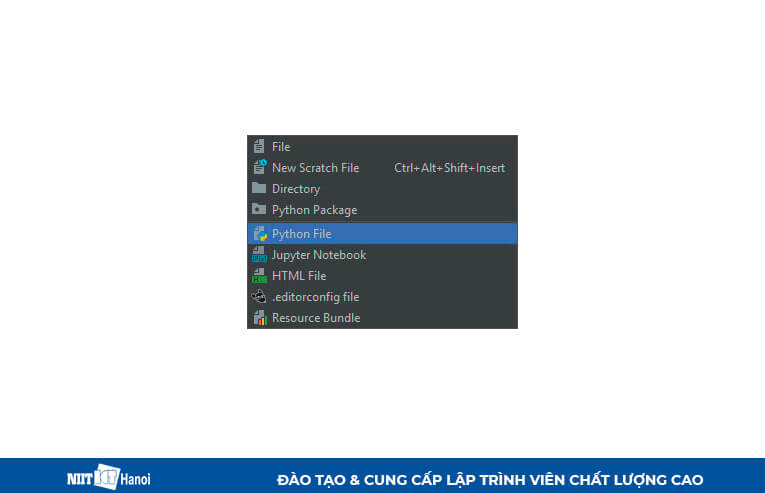 File
New Scratch File Ctrl+Alt+Shift+Insert
Directory
Python Package
Python File
Jupyter Notebook
HTML File
.editorconfig file
Resource Bundle
NIIT ICT Hanoi
ĐÀO TẠO & CUNG CẤP LẬP TRÌNH VIÊN CHẤT LƯỢNG CAO